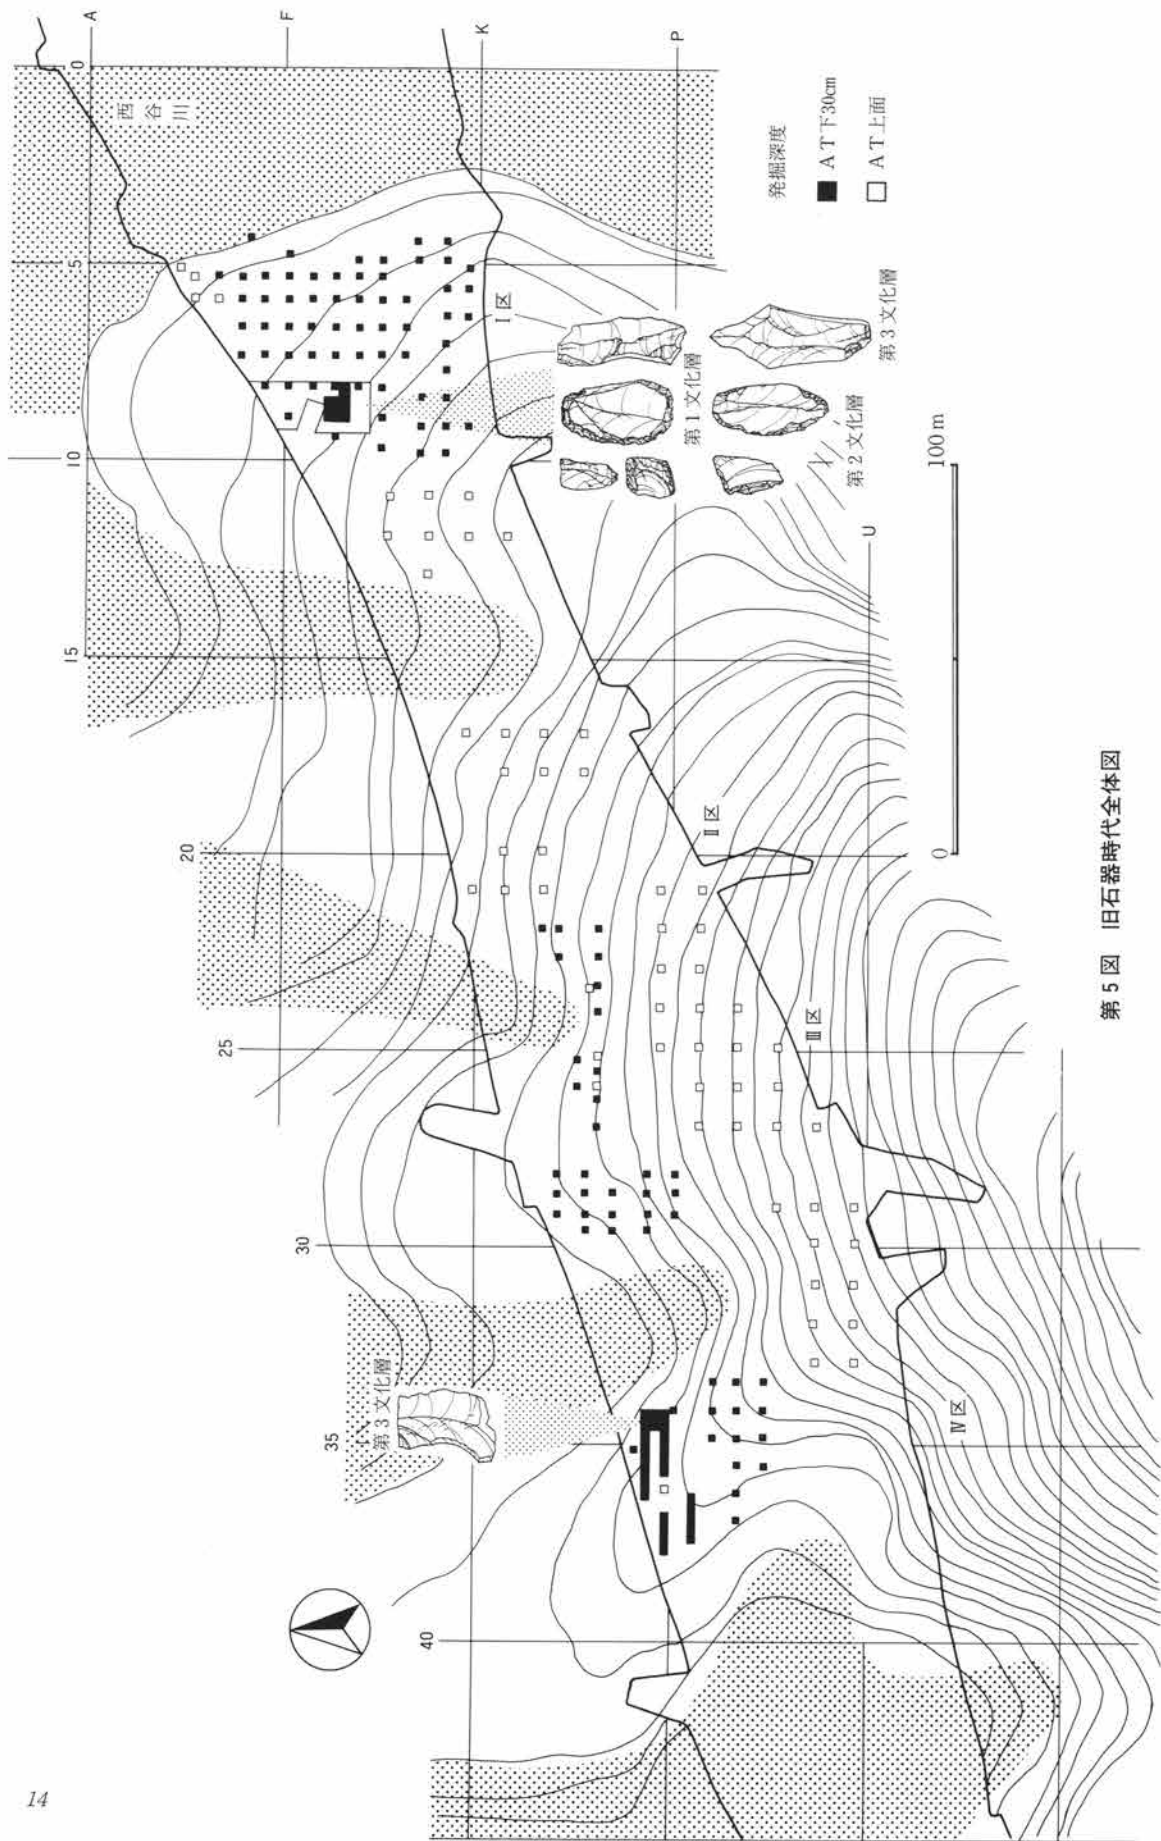 A
F
K
P
U
0
5
10
15
20
25
30
35
40
西谷川
発掘深度
AT下30cm
AT上面
I区
II区
III区
IV区
第1文化層
第2文化層
第3文化層
第3文化層
0
100m
第5図 旧石器時代全体図
14